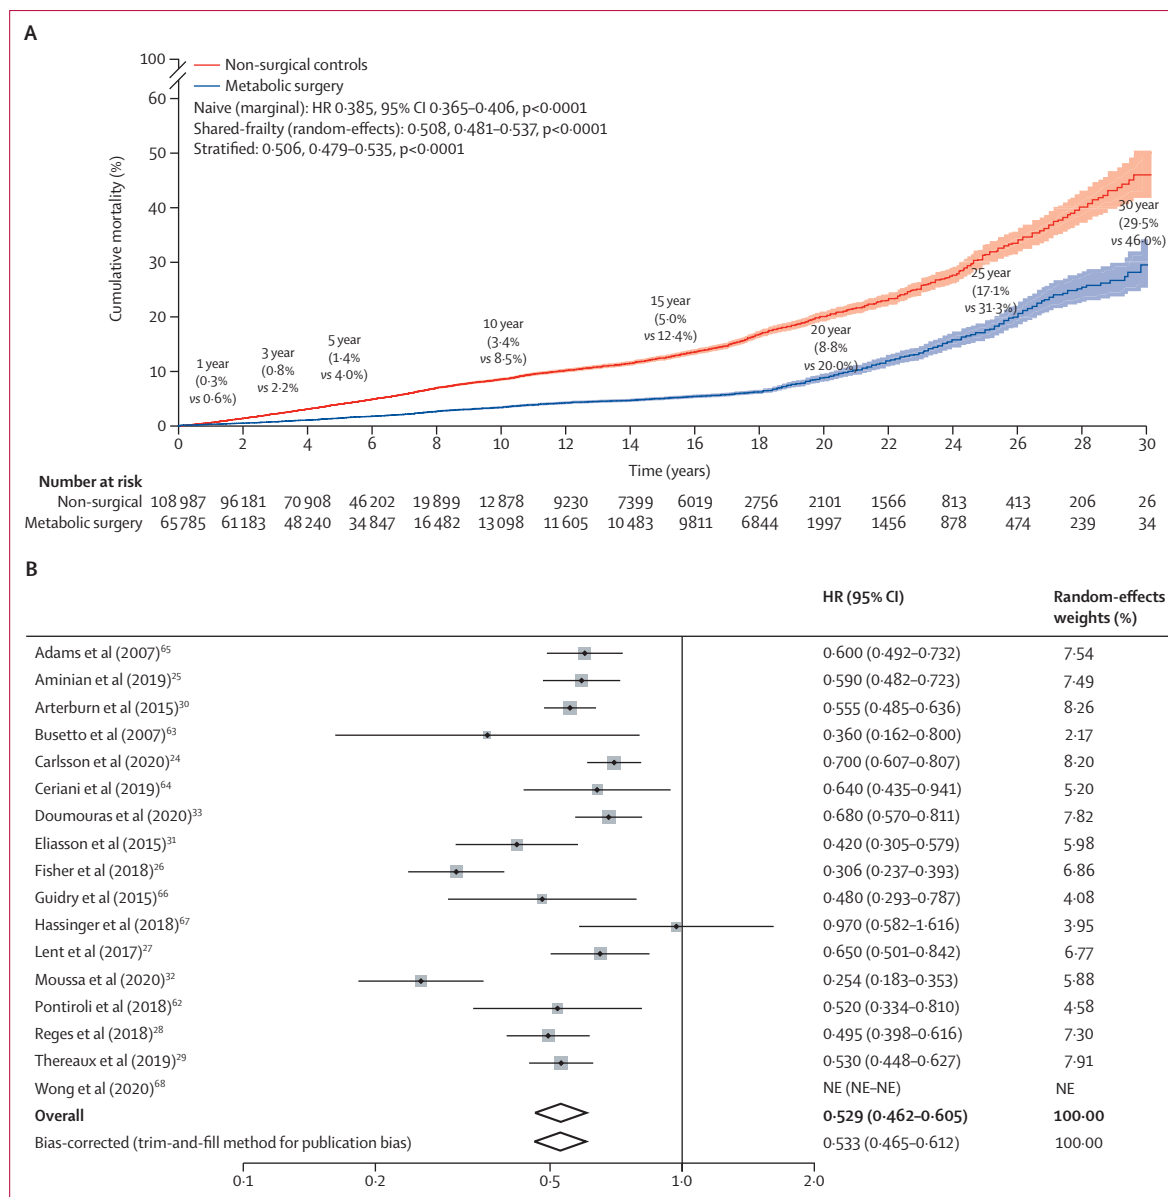 A
100
60
50
40
30
20
10
0
Cumulative mortality (%)
Non-surgical controls
Metabolic surgery
Naive (marginal): HR 0·385, 95% CI 0·365–0·406, p<0·0001
Shared-frailty (random-effects): 0·508, 0·481–0·537, p<0·0001
Stratified: 0·506, 0·479–0·535, p<0·0001
1 year
(0·3%
vs 0·6%)
3 year
(0·8%
vs 2·2%
5 year
(1·4%
vs 4·0%)
10 year
(3·4%
vs 8·5%)
15 year
(5·0%
vs 12·4%)
20 year
(8·8%
vs 20·0%)
25 year
(17·1%
vs 31·3%)
30 year
(29·5%
vs 46·0%)
0 2 4 6 8 10 12 14 16 18 20 22 24 26 28 30
Time (years)
Number at risk
Non-surgical 108 987 96 181 70 908 46 202 19 899 12 878 9230 7399 6019 2756 2101 1566 813 413 206 26
Metabolic surgery 65 785 61 183 48 240 34 847 16 482 13 098 11 605 10 483 9811 6844 1997 1456 878 474 239 34
B
HR (95% CI) Random-effects
weights (%)
Adams et al (2007)65 0·600 (0·492–0·732) 7·54
Aminian et al (2019)25 0·590 (0·482–0·723) 7·49
Arterburn et al (2015)30 0·555 (0·485–0·636) 8·26
Busetto et al (2007)63 0·360 (0·162–0·800) 2·17
Carlsson et al (2020)24 0·700 (0·607–0·807) 8·20
Ceriani et al (2019)64 0·640 (0·435–0·941) 5·20
Doumouras et al (2020)33 0·680 (0·570–0·811) 7·82
Eliasson et al (2015)31 0·420 (0·305–0·579) 5·98
Fisher et al (2018)26 0·306 (0·237–0·393) 6·86
Guidry et al (2015)66 0·480 (0·293–0·787) 4·08
Hassinger et al (2018)67 0·970 (0·582–1·616) 3·95
Lent et al (2017)27 0·650 (0·501–0·842) 6·77
Moussa et al (2020)32 0·254 (0·183–0·353) 5·88
Pontiroli et al (2018)62 0·520 (0·334–0·810) 4·58
Reges et al (2018)28 0·495 (0·398–0·616) 7·30
Thereaux et al (2019)29 0·530 (0·448–0·627) 7·91
Wong et al (2020)68 NE (NE–NE) NE
Overall 0·529 (0·462–0·605) 100·00
Bias-corrected (trim-and-fill method for publication bias) 0·533 (0·465–0·612) 100·00
0·1 0·2 0·5 1·0 2·0